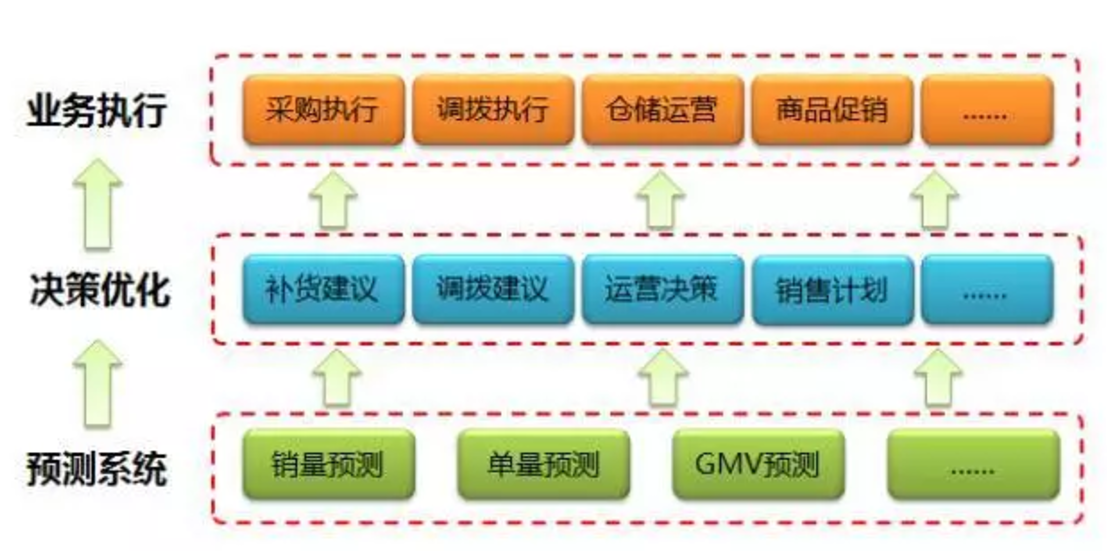 业务执行
采购执行
调拨执行
仓储运营
商品促销
……
决策优化
补货建议
调拨建议
运营决策
销售计划
……
预测系统
销量预测
单量预测
GMV预测
……